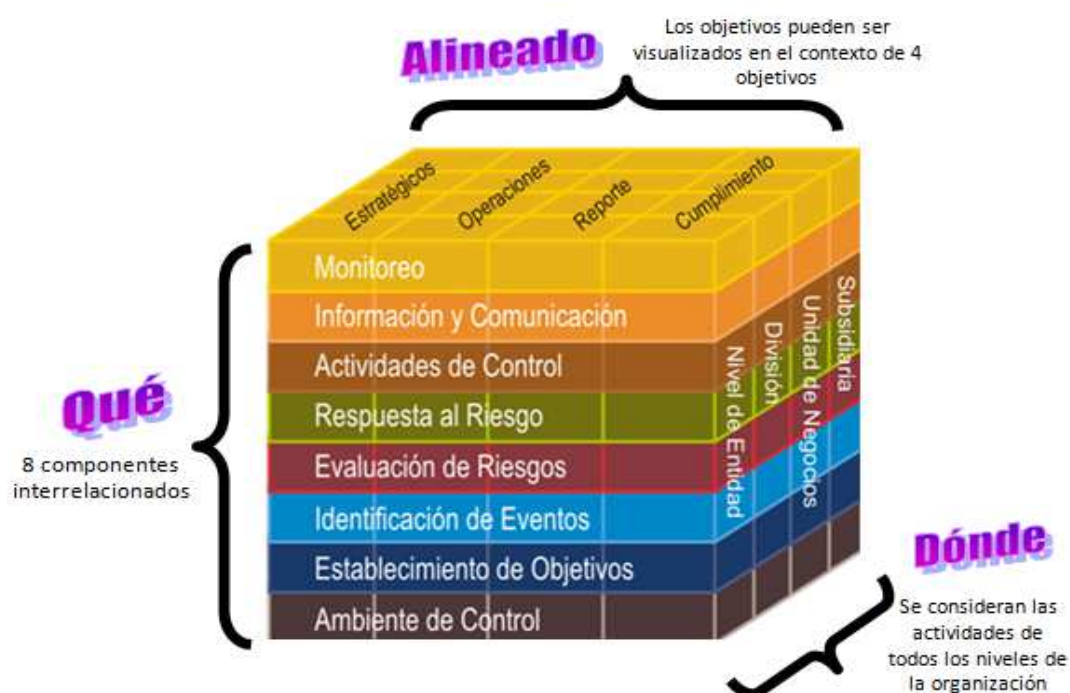 Alineado
Los objetivos pueden ser
visualizados en el contexto de 4
objetivos
Estratégicos
Operaciones
Reporte
Cumplimiento
Qué
8 componentes
interrelacionados
Monitoreo
Información y Comunicación
Actividades de Control
Respuesta al Riesgo
Evaluación de Riesgos
Identificación de Eventos
Establecimiento de Objetivos
Ambiente de Control
Nivel de Entidad
División
Unidad de Negocios
Subsidiaria
Dónde
Se consideran las
actividades de
todos los niveles de
la organización